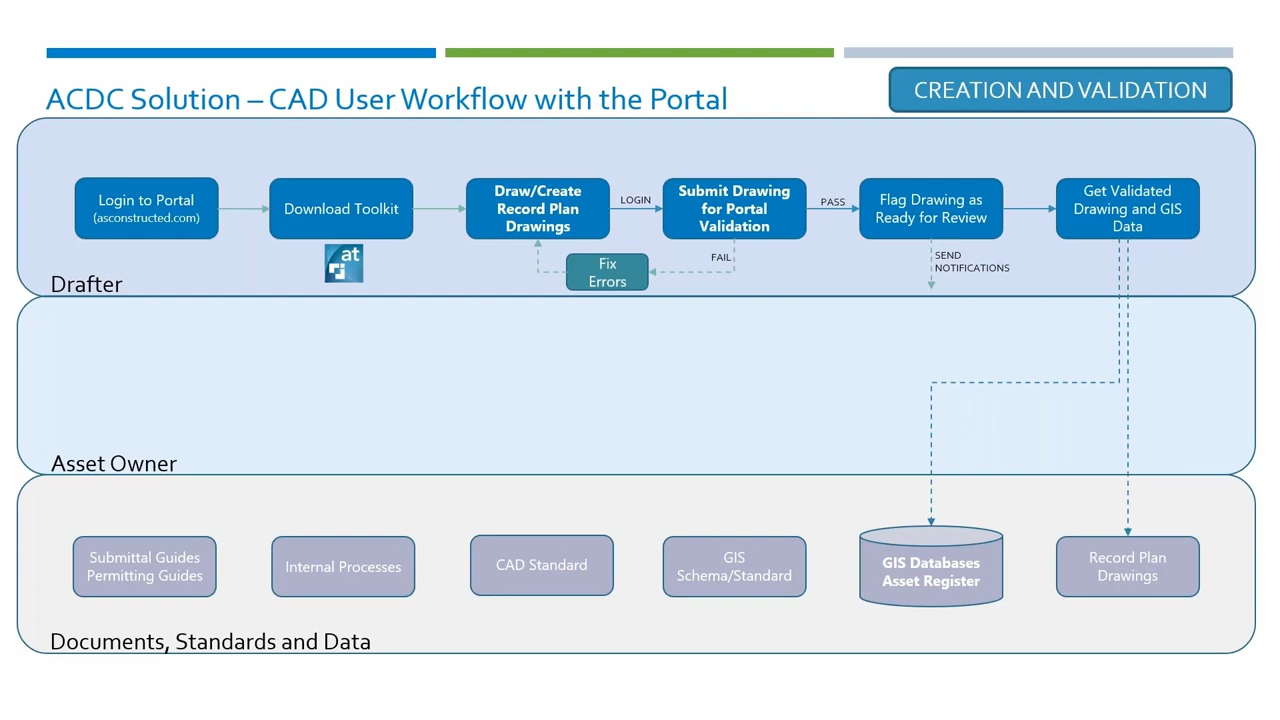 ACDC Solution – CAD User Workflow with the Portal
CREATION AND VALIDATION
Login to Portal
(asconstructed.com)
Download Toolkit
at
Draw/Create
Record Plan
Drawings
LOGIN
Submit Drawing
for Portal
Validation
PASS
Flag Drawing as
Ready for Review
Get Validated
Drawing and GIS
Data
Fix
Errors
FAIL
SEND
NOTIFICATIONS
Drafter
Asset Owner
Submittal Guides
Permitting Guides
Internal Processes
CAD Standard
GIS
Schema/Standard
GIS Databases
Asset Register
Record Plan
Drawings
Documents, Standards and Data